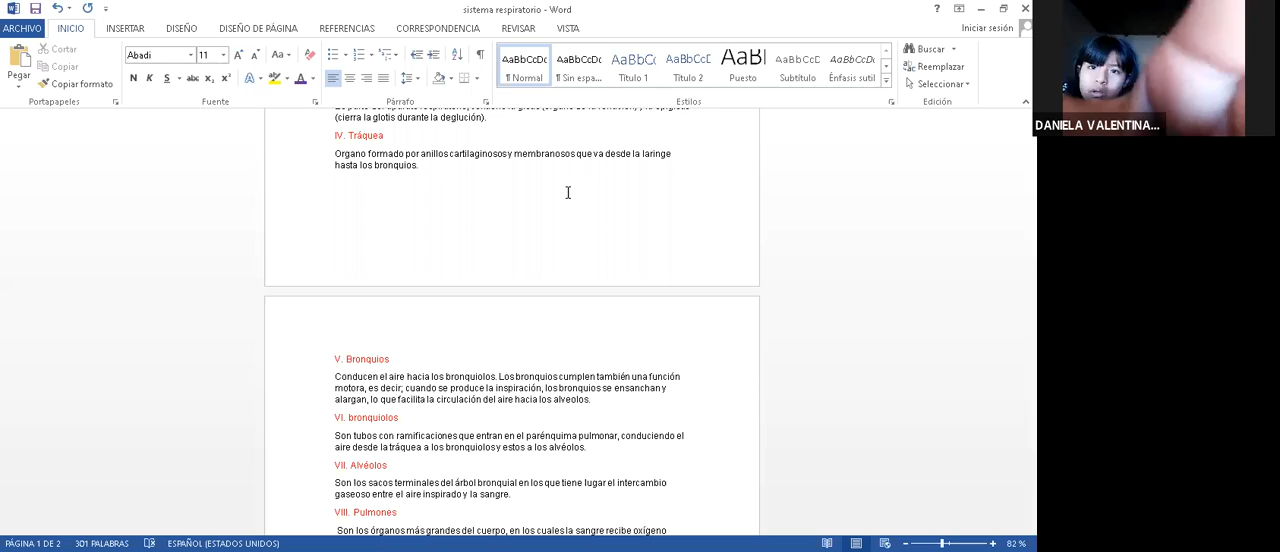 sistema respiratorio - Word
ARCHIVO INICIO INSERTAR DISEÑO DISEÑO DE PÁGINA REFERENCIAS CORRESPONDENCIA REVISAR VISTA Iniciar sesión
Pegar
Cortar
Copiar
Copiar formato
Portapapeles
Abadi 11
Fuente
Párrafo
AaBbCcDc AaBbCcDc AaBbCc AaBbCcD AaBI AaBbCcD AaBbCcDc
¶ Normal ¶ Sin espa... Título 1 Título 2 Puesto Subtítulo Énfasis sutil
Estilos
Buscar
Reemplazar
Seleccionar
Edición
DANIELA VALENTINA...
(cierra la glotis durante la deglución).
IV. Tráquea
Organo formado por anillos cartilaginosos y membranosos que va desde la laringe
hasta los bronquios.
V. Bronquios
Conducen el aire hacia los bronquiolos. Los bronquios cumplen también una función
motora, es decir; cuando se produce la inspiración, los bronquios se ensanchan y
alargan, lo que facilita la circulación del aire hacia los alveolos.
VI. bronquiolos
Son tubos con ramificaciones que entran en el parénquima pulmonar, conduciendo el
aire desde la tráquea a los bronquiolos y estos a los alvéolos.
VII. Alvéolos
Son los sacos terminales del árbol bronquial en los que tiene lugar el intercambio
gaseoso entre el aire inspirado y la sangre.
VIII. Pulmones
Son los órganos más grandes del cuerpo, en los cuales la sangre recibe oxígeno
PÁGINA 1 DE 2 301 PALABRAS ESPAÑOL (ESTADOS UNIDOS) 82 %